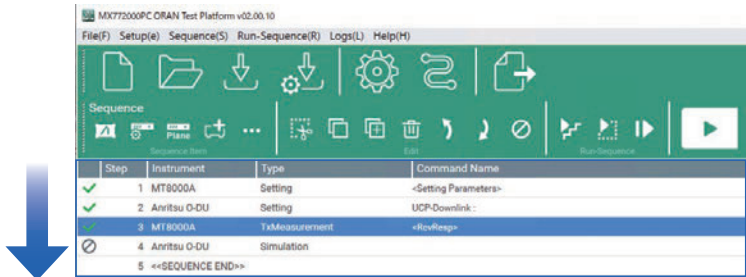 MX772000PC ORAN Test Platform v02.00.10
File(F) Setup(e) Sequence(S) Run-Sequence(R) Logs(L) Help(H)
Sequence
Plane
Sequence Item Edit Run-Sequence
Step Instrument Type Command Name
1 MT8000A Setting <Setting Parameters>
2 Anritsu O-DU Setting UCP-Downlink :
3 MT8000A TxMeasurement <RcvResp>
4 Anritsu O-DU Simulation
5 <<SEQUENCE END>>